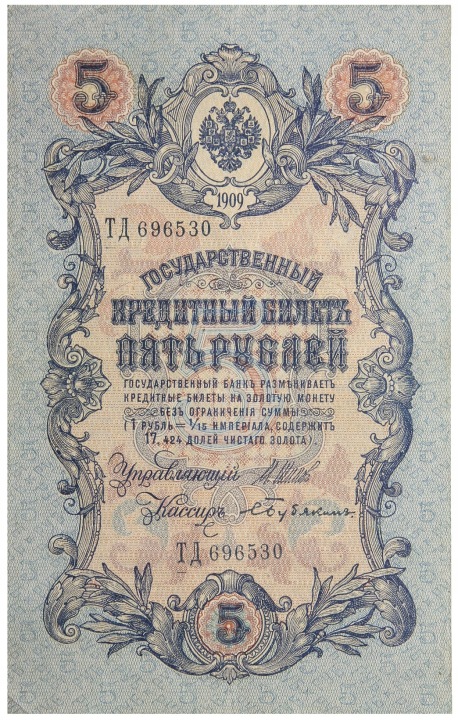 5 5
1909
ТД 696530
ГОСУДАРСТВЕННЫЙ
КРЕДИТНЫЙ БИЛЕТЪ
ПЯТЬ РУБЛЕЙ
ГОСУДАРСТВЕННЫЙ БАНКЪ РАЗМѢНИВАЕТЪ
КРЕДИТНЫЕ БИЛЕТЫ НА ЗОЛОТУЮ МОНЕТУ
БЕЗЪ ОГРАНИЧЕНІЯ СУММЫ
(1 РУБЛЬ = 1/15 ИМПЕРІАЛА, СОДЕРЖИТЪ
17,424 ДОЛЕЙ ЧИСТАГО ЗОЛОТА).
Управляющій
Кассиръ
ТД 696530
5